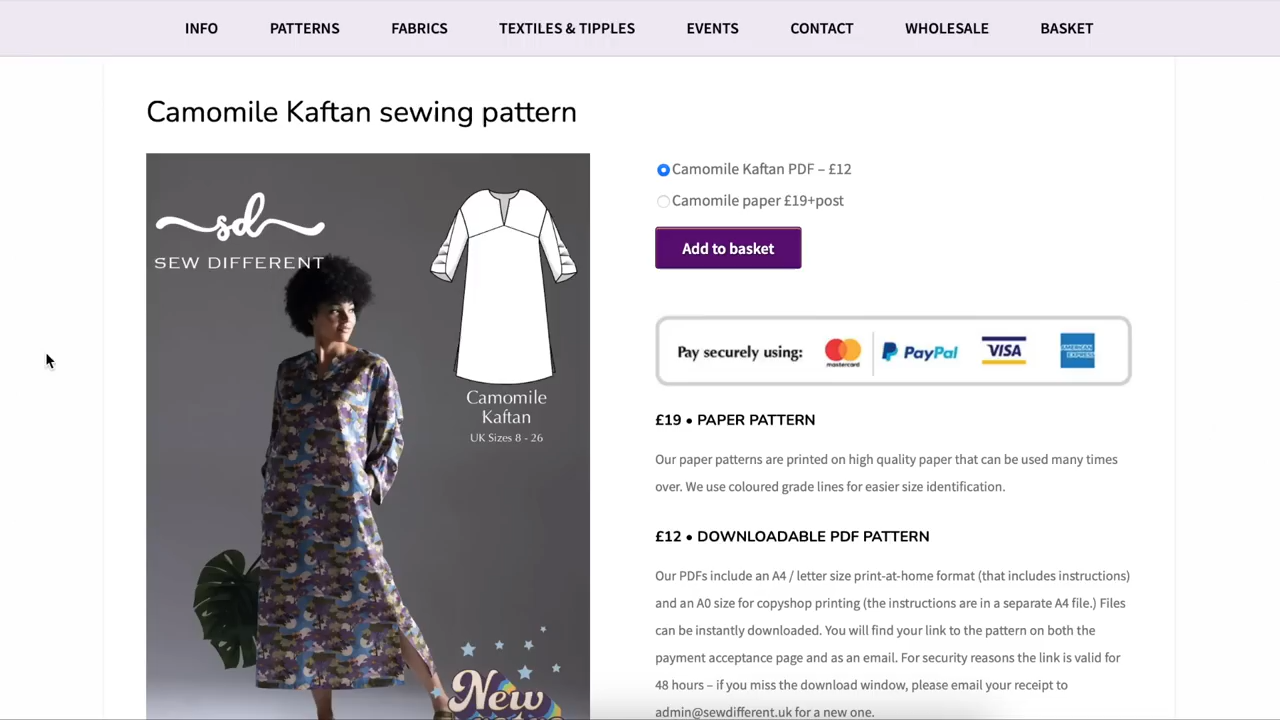 INFO PATTERNS FABRICS TEXTILES & TIPPLES EVENTS CONTACT WHOLESALE BASKET
Camomile Kaftan sewing pattern
sd
SEW DIFFERENT
Camomile
Kaftan
UK Sizes 8 - 26
New
Camomile Kaftan PDF – £12
Camomile paper £19+post
Add to basket
Pay securely using: mastercard PayPal VISA AMERICAN EXPRESS
£19 • PAPER PATTERN
Our paper patterns are printed on high quality paper that can be used many times
over. We use coloured grade lines for easier size identification.
£12 • DOWNLOADABLE PDF PATTERN
Our PDFs include an A4 / letter size print-at-home format (that includes instructions)
and an A0 size for copyshop printing (the instructions are in a separate A4 file.) Files
can be instantly downloaded. You will find your link to the pattern on both the
payment acceptance page and as an email. For security reasons the link is valid for
48 hours – if you miss the download window, please email your receipt to
admin@sewdifferent.uk for a new one.